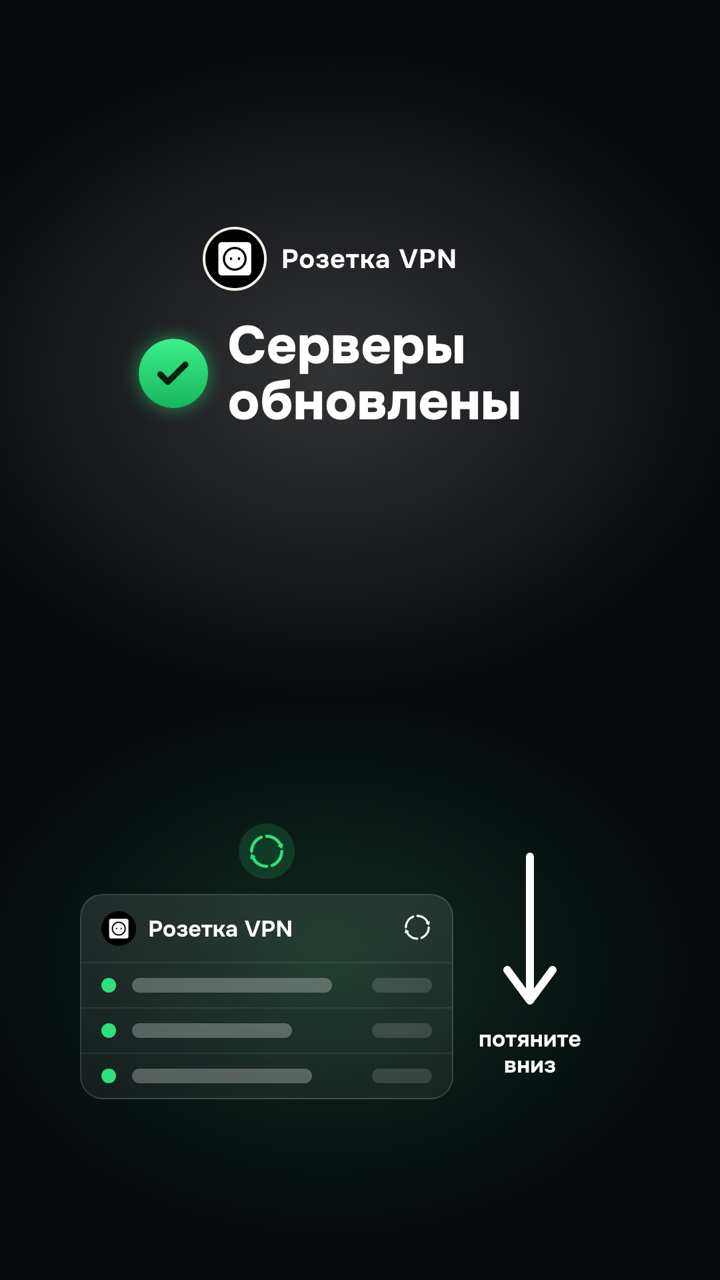 Розетка VPN
Серверы
обновлены
Розетка VPN
потяните
вниз